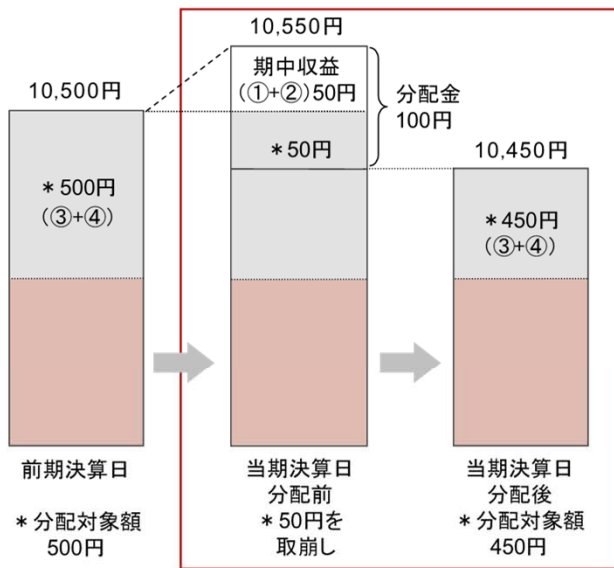 10,500円
＊500円
(③+④)
前期決算日
＊分配対象額
500円
10,550円
期中収益
(①+②)50円
＊50円
分配金
100円
当期決算日
分配前
＊50円を
取崩し
10,450円
＊450円
(③+④)
当期決算日
分配後
＊分配対象額
450円